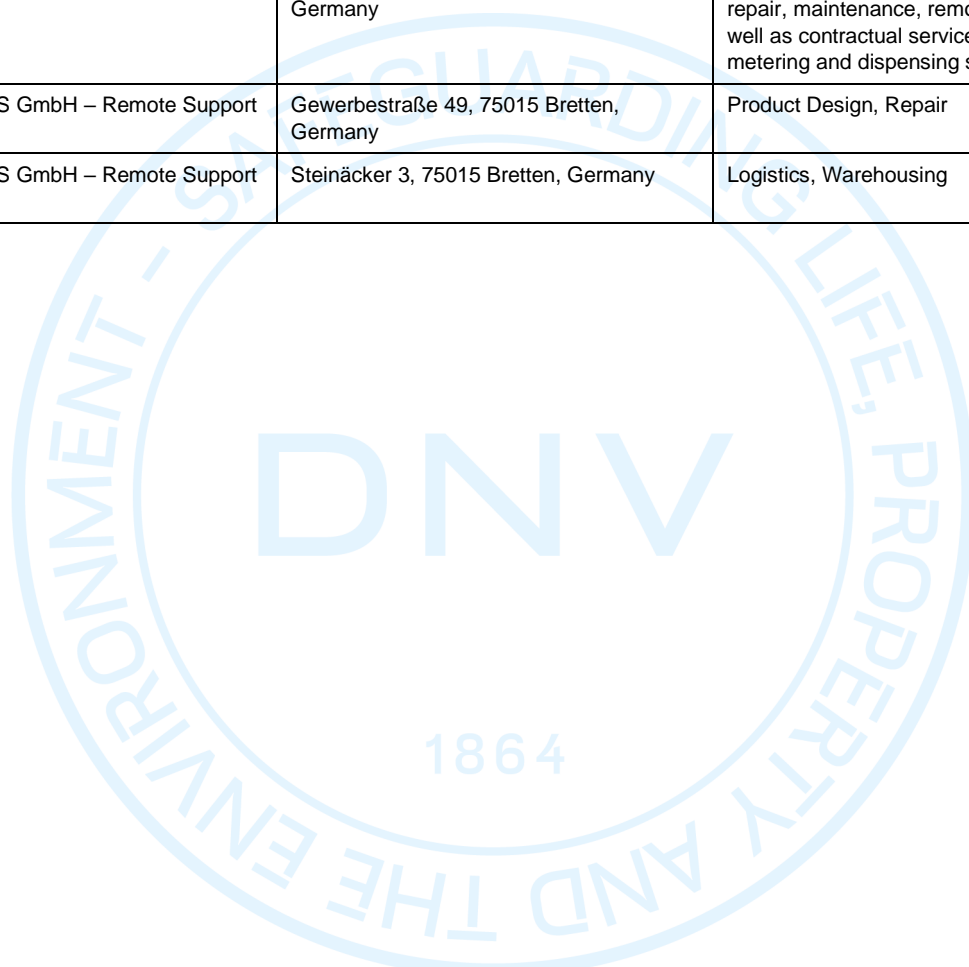 Germany
repair, maintenance, remo
well as contractual service
metering and dispensing s
S GmbH – Remote Support
Gewerbestraße 49, 75015 Bretten,
Germany
Product Design, Repair
S GmbH – Remote Support
Steinäcker 3, 75015 Bretten, Germany
Logistics, Warehousing
SAFEGUARDING LIFE, PROPERTY AND THE ENVIRONMENT -
DNV
1864